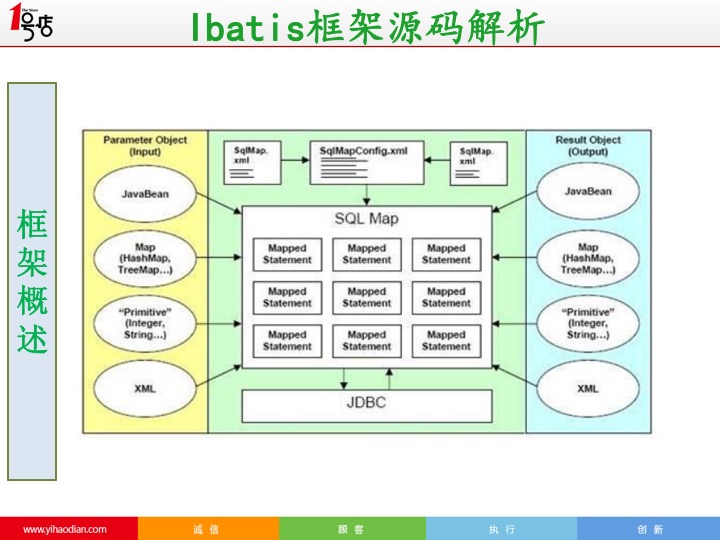 The Store
1号店
Ibatis框架源码解析
框架概述
Parameter Object
(Input)
JavaBean
Map
(HashMap,
TreeMap...)
“Primitive”
(Integer,
String...)
XML
SqlMap.
xml
SqlMapConfig.xml
SqlMap.
xml
SQL Map
Mapped
Statement
Mapped
Statement
Mapped
Statement
Mapped
Statement
Mapped
Statement
Mapped
Statement
Mapped
Statement
Mapped
Statement
Mapped
Statement
JDBC
Result Object
(Output)
JavaBean
Map
(HashMap,
TreeMap...)
“Primitive”
(Integer,
String...)
XML
www.yihaodian.com
诚 信
顾 客
执 行
创 新